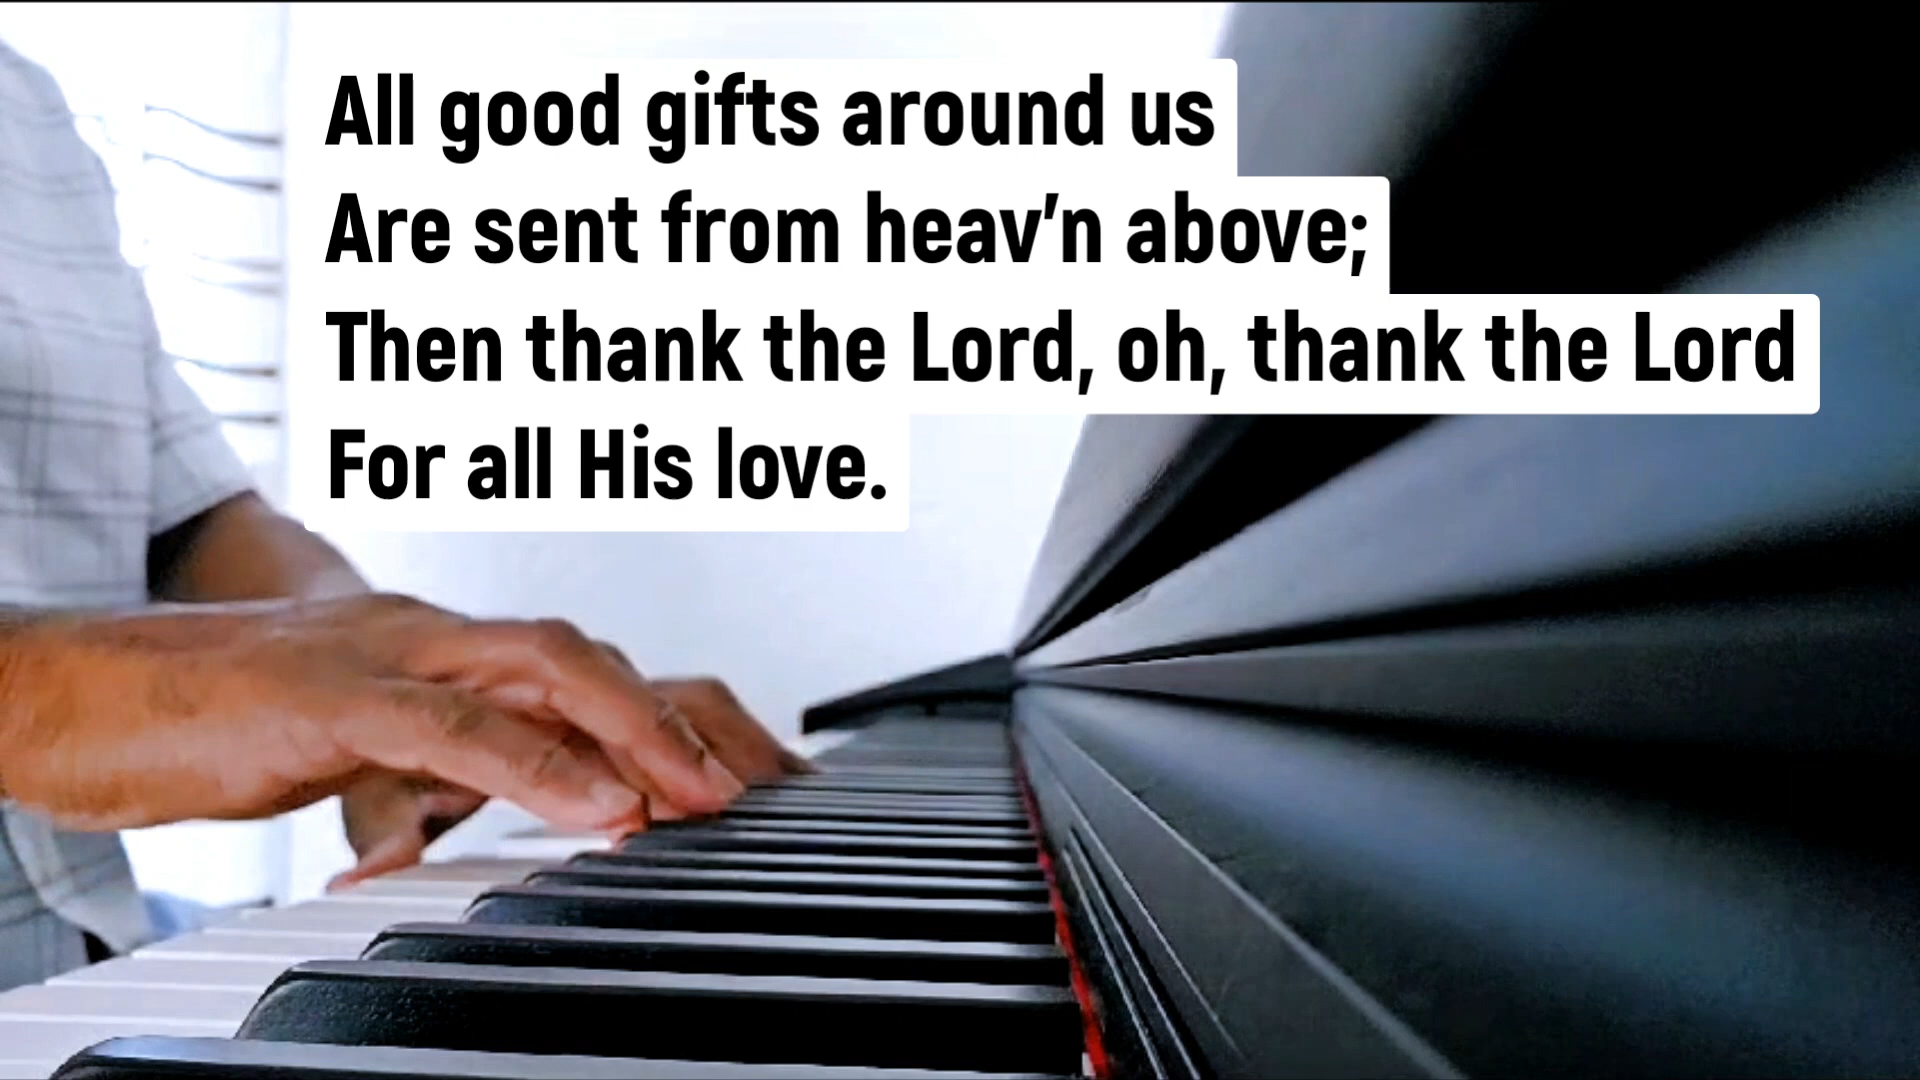 All good gifts around us
Are sent from heav’n above;
Then thank the Lord, oh, thank the Lord
For all His love.